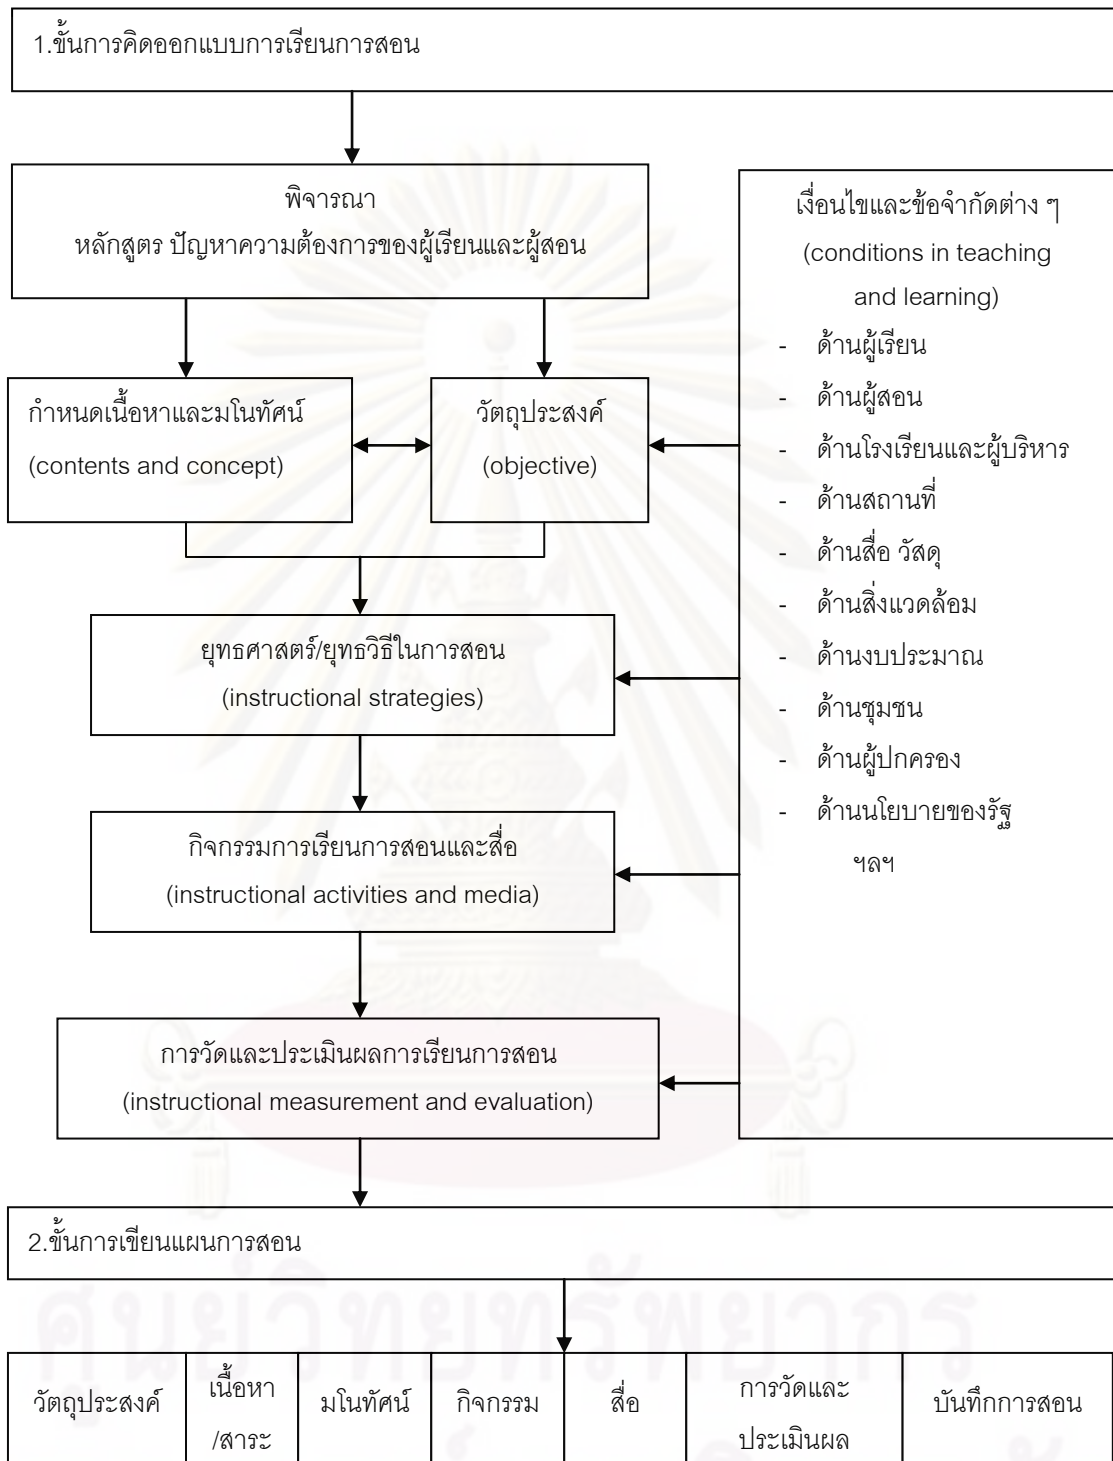 1.ขั้นการคิดออกแบบการเรียนการสอน
พิจารณา
หลักสูตร ปัญหาความต้องการของผู้เรียนและผู้สอน
กำหนดเนื้อหาและมโนทัศน์
(contents and concept)
วัตถุประสงค์
(objective)
ยุทธศาสตร์/ยุทธวิธีในการสอน
(instructional strategies)
กิจกรรมการเรียนการสอนและสื่อ
(instructional activities and media)
การวัดและประเมินผลการเรียนการสอน
(instructional measurement and evaluation)
เงื่อนไขและข้อจำกัดต่าง ๆ
(conditions in teaching
and learning)
- ด้านผู้เรียน
- ด้านผู้สอน
- ด้านโรงเรียนและผู้บริหาร
- ด้านสถานที่
- ด้านสื่อ วัสดุ
- ด้านสิ่งแวดล้อม
- ด้านงบประมาณ
- ด้านชุมชน
- ด้านผู้ปกครอง
- ด้านนโยบายของรัฐ
ฯลฯ
2.ขั้นการเขียนแผนการสอน
ศูนย์วิทยทรัพยากร
วัตถุประสงค์
เนื้อหา
/สาระ
มโนทัศน์
กิจกรรม
สื่อ
การวัดและ
ประเมินผล
บันทึกการสอน